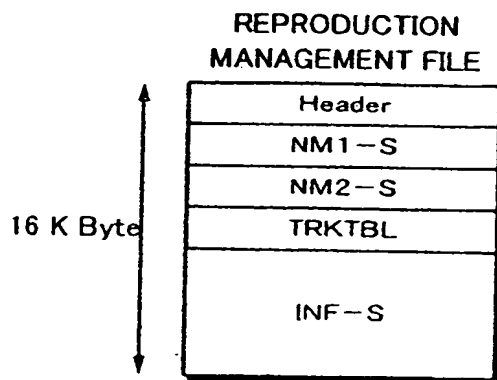 REPRODUCTION
MANAGEMENT FILE
Header
NM1-S
NM2-S
16 K Byte
TRKTBL
INF-S